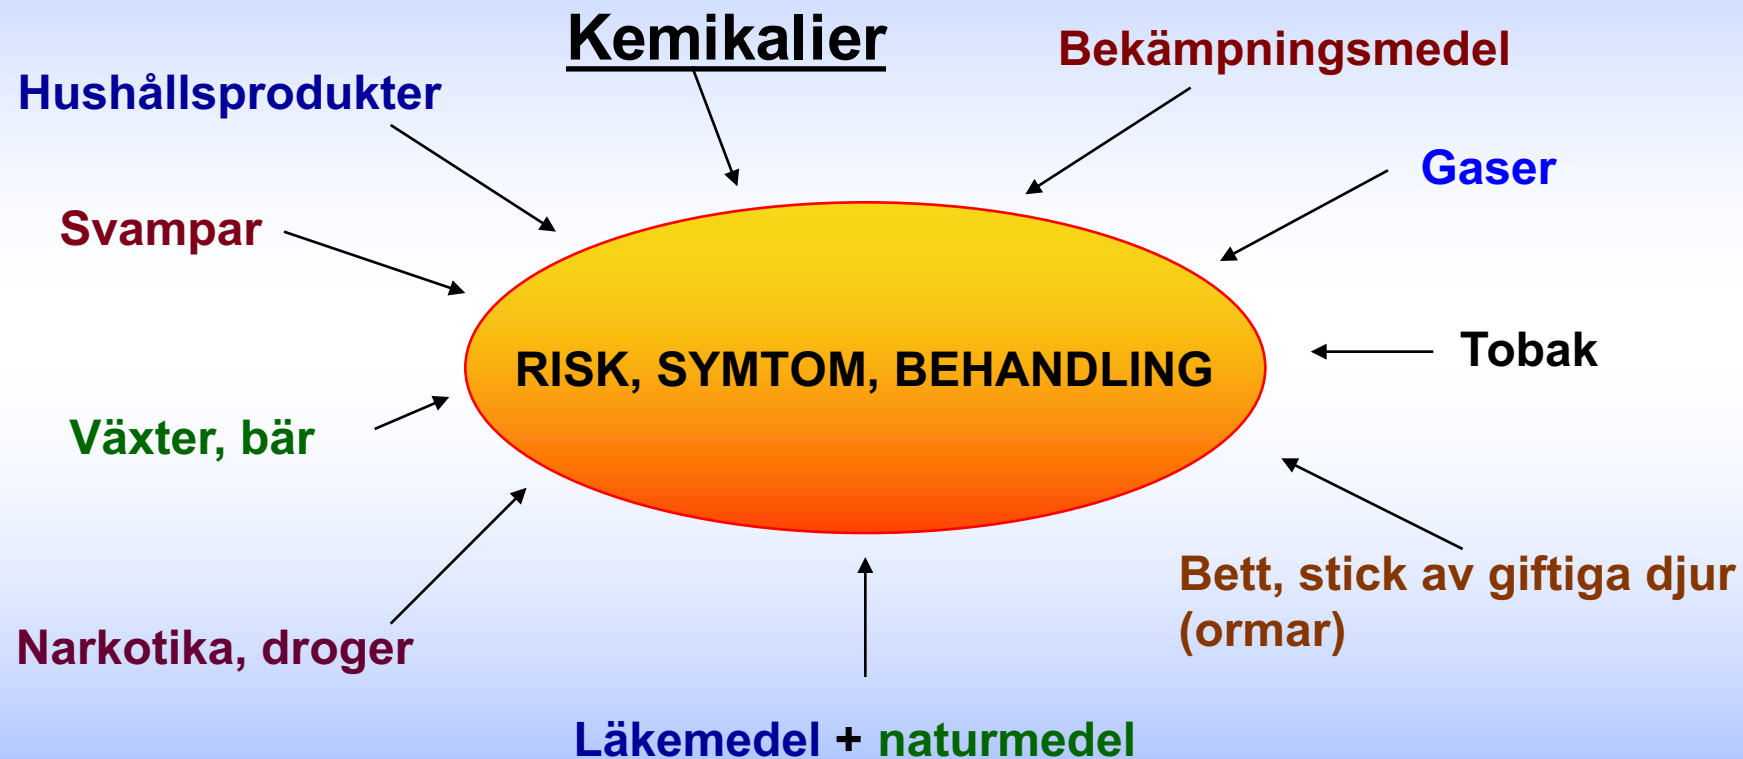 Kemikalier
Bekämpningsmedel
Hushållsprodukter
Gaser
Svampar
RISK, SYMTOM, BEHANDLING
Tobak
Växter, bär
Bett, stick av giftiga djur
(ormar)
Narkotika, droger
Läkemedel + naturmedel